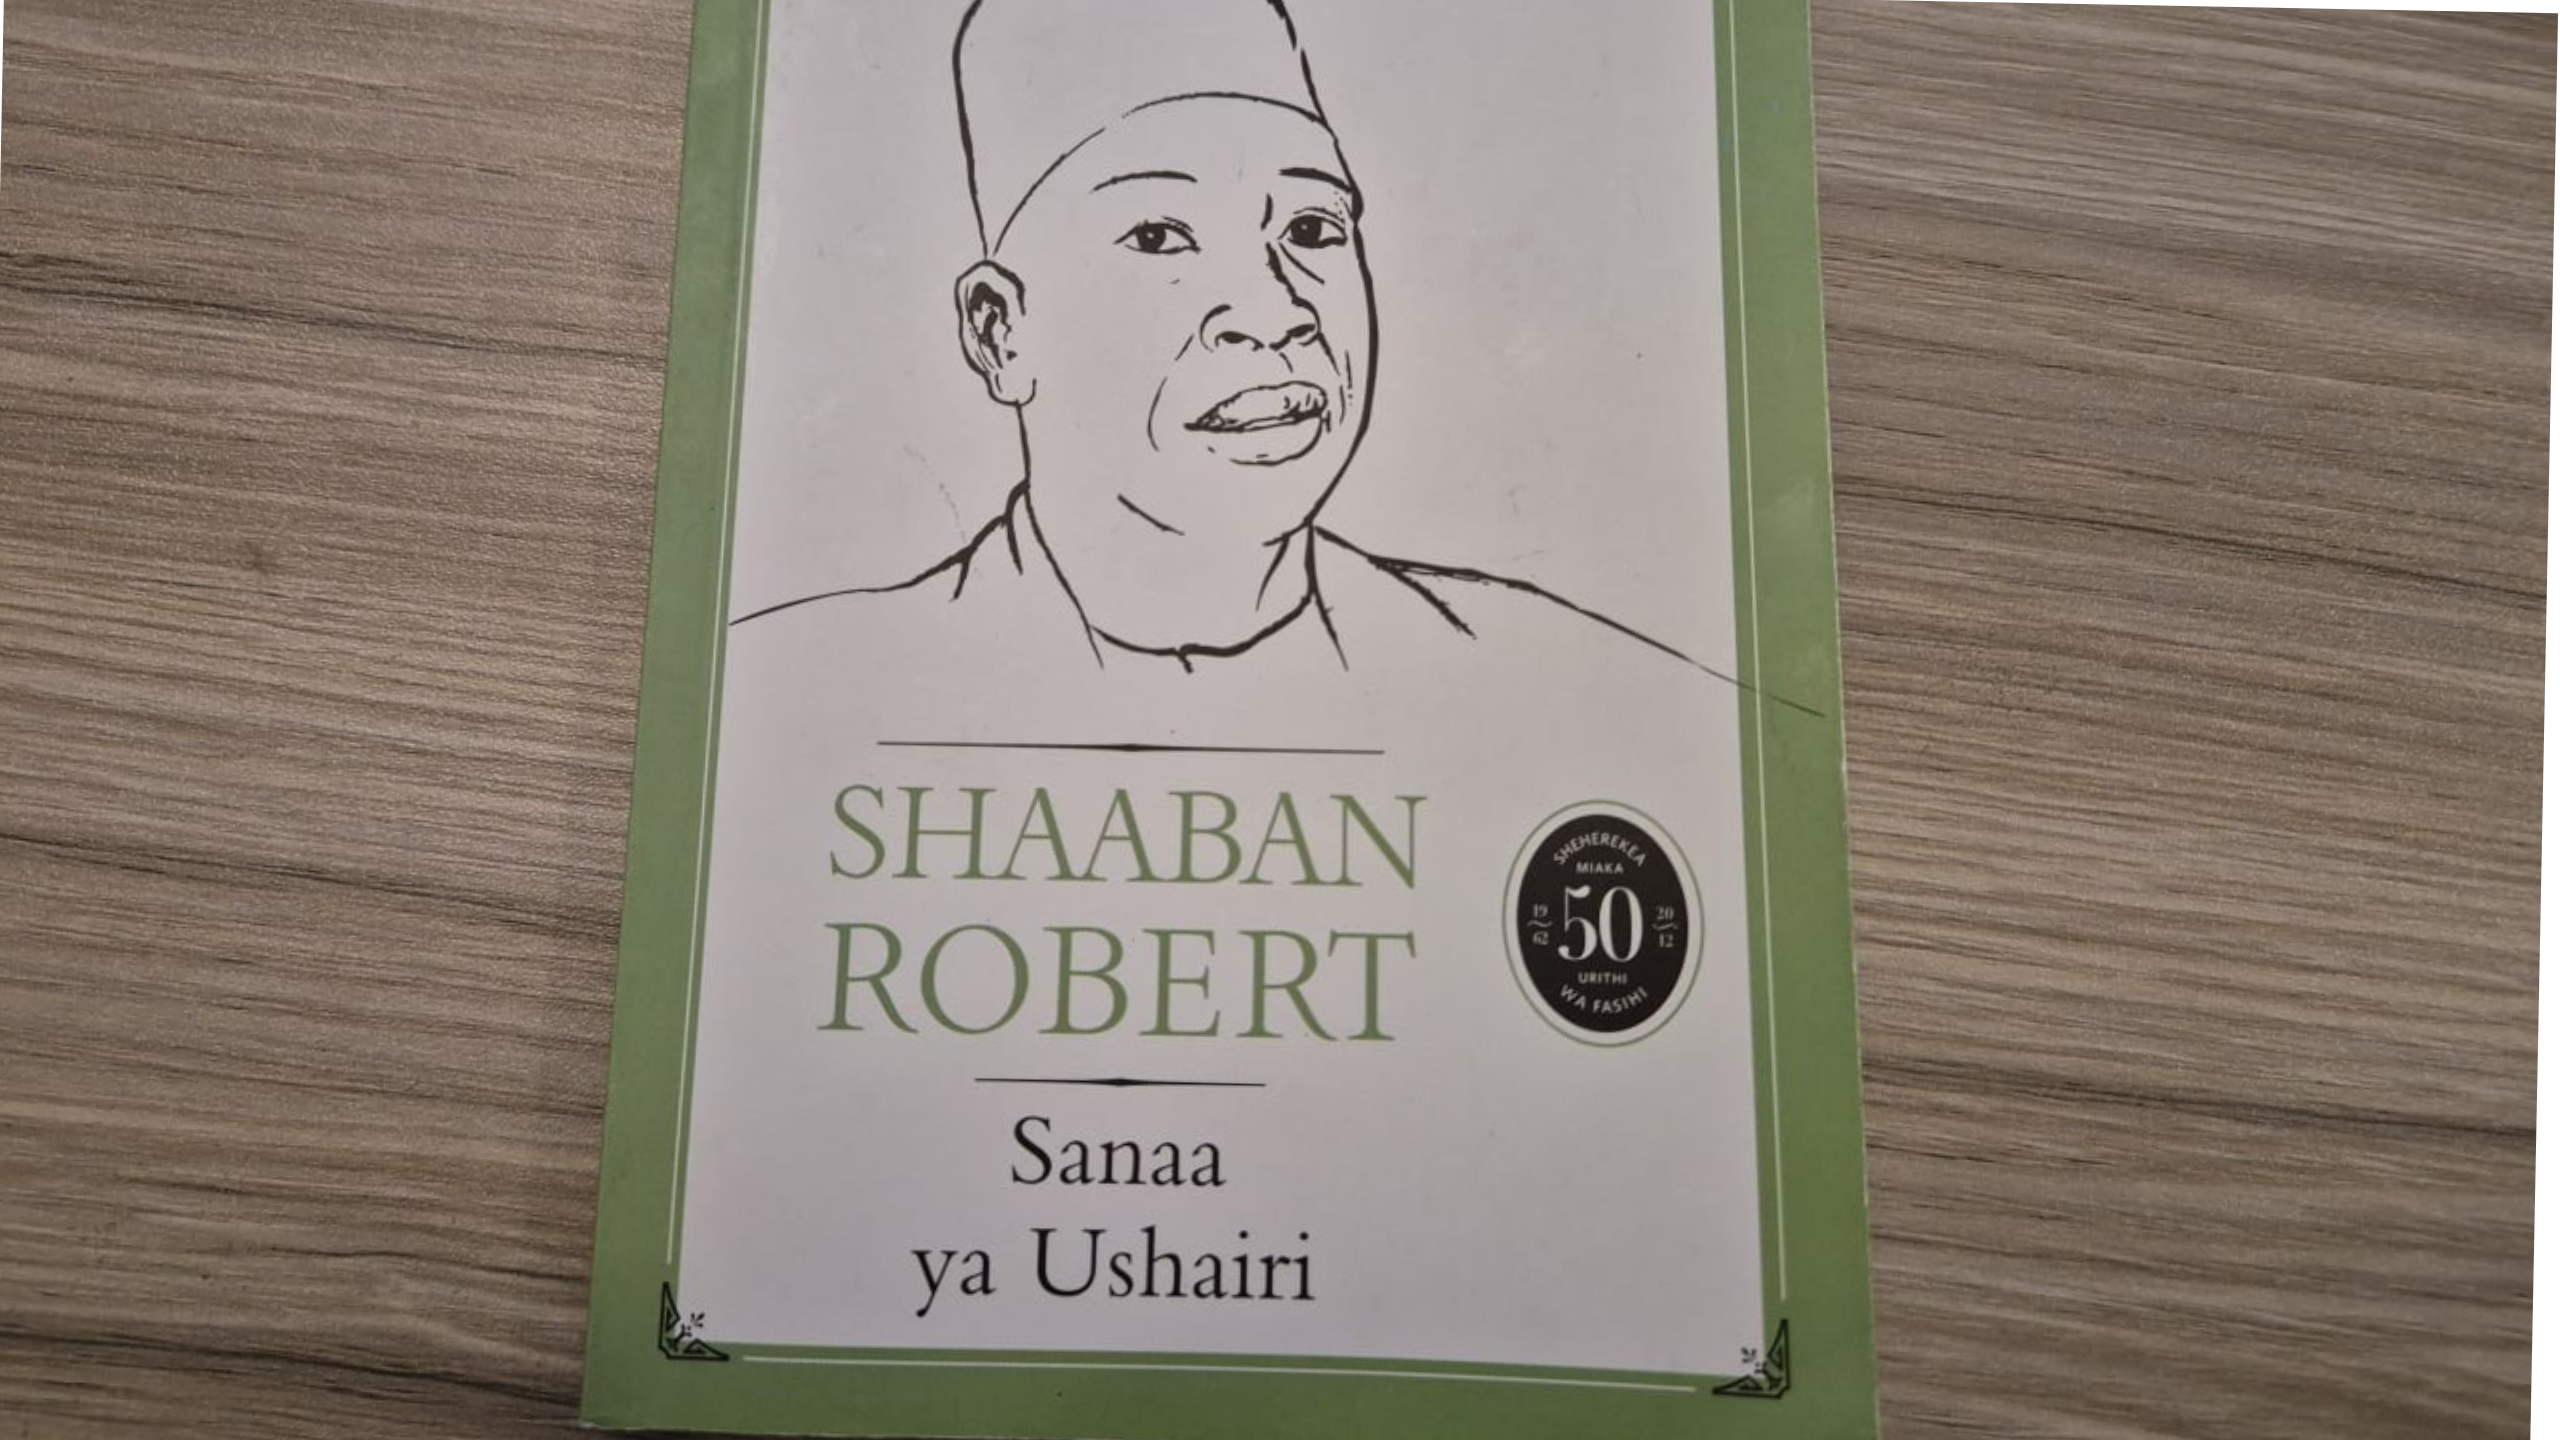 SHAABAN
ROBERT
SHEHEREKEA
MIAKA
19
62
50
20
12
URITHI
WA FASIHI
Sanaa
ya Ushairi